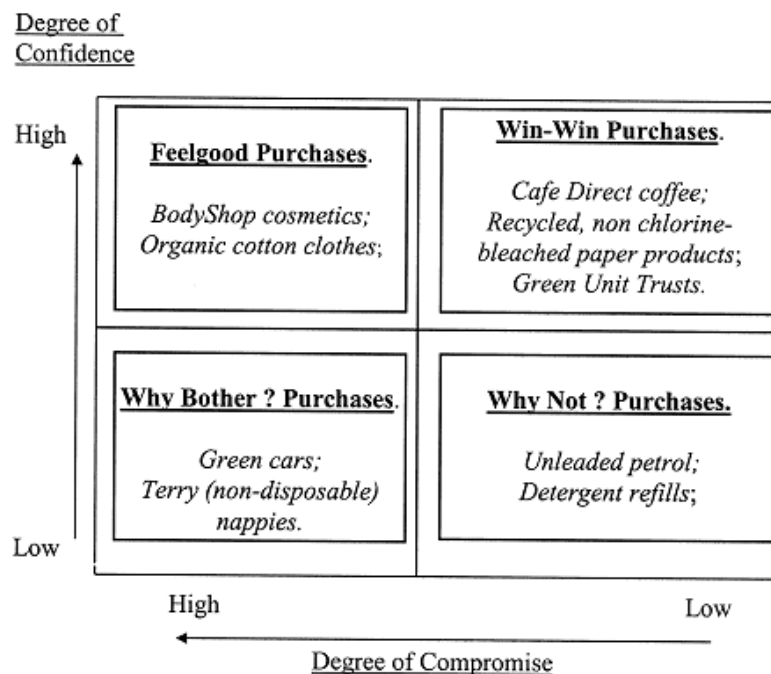 Degree of
Confidence
High
Feelgood Purchases.
BodyShop cosmetics;
Organic cotton clothes;
Win-Win Purchases.
Cafe Direct coffee;
Recycled, non chlorine-
bleached paper products;
Green Unit Trusts.
Why Bother ? Purchases.
Green cars;
Terry (non-disposable)
nappies.
Why Not ? Purchases.
Unleaded petrol;
Detergent refills;
Low
High
Low
Degree of Compromise